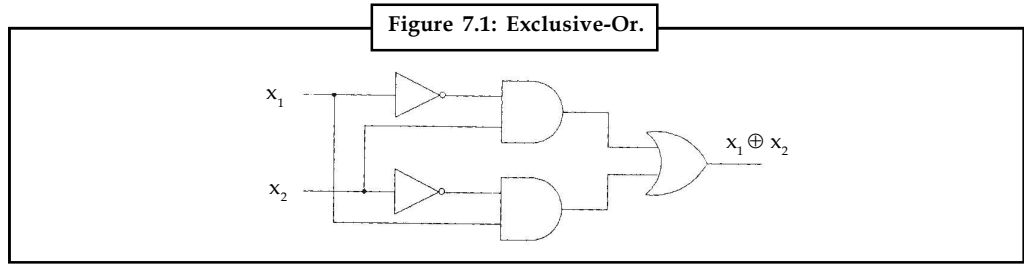 Figure 7.1: Exclusive-Or.
x₁
x₁ ⊕ x₂
x₂